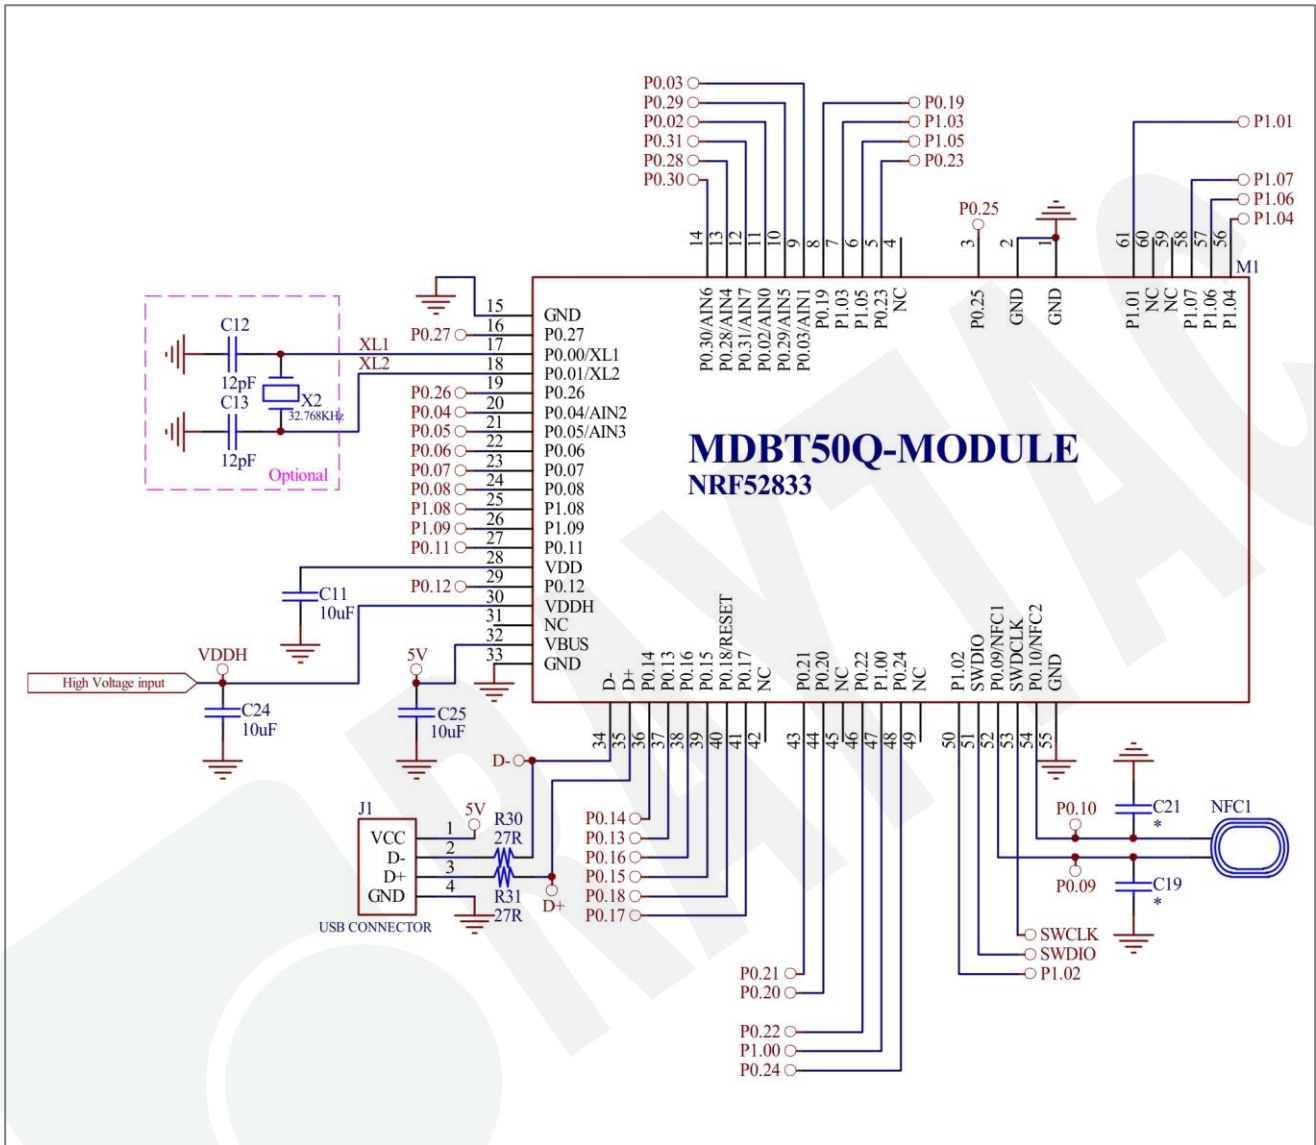 P0.03
P0.29
P0.02
P0.31
P0.28
P0.30
P0.19
P1.03
P1.05
P0.23
P0.25
P1.01
P1.07
P1.06
P1.04
14
13
12
11
10
9
8
7
6
5
4
3
2
1
61
60
59
58
57
56
M1
P0.30/AIN6
P0.28/AIN4
P0.31/AIN7
P0.02/AIN0
P0.29/AIN5
P0.03/AIN1
P0.19
P1.03
P1.05
P0.23
NC
P0.25
GND
GND
P1.01
NC
NC
P1.07
P1.06
P1.04
15 GND
P0.27 16 P0.27
XL1 17 P0.00/XL1
XL2 18 P0.01/XL2
P0.26 19 P0.26
P0.04 20 P0.04/AIN2
P0.05 21 P0.05/AIN3
P0.06 22 P0.06
P0.07 23 P0.07
P0.08 24 P0.08
P1.08 25 P1.08
P1.09 26 P1.09
P0.11 27 P0.11
28 VDD
P0.12 29 P0.12
30 VDDH
31 NC
32 VBUS
33 GND
C12
12pF
C13
12pF
X2
32.768KHz
Optional
MDBT50Q-MODULE
NRF52833
C11
10uF
VDDH
High Voltage input
C24
10uF
5V
C25
10uF
D-
D+
P0.14
P0.13
P0.16
P0.15
P0.18/RESET
P0.17
NC
P0.21
P0.20
NC
P0.22
P1.00
P0.24
NC
P1.02
SWDIO
P0.09/NFC1
SWDCLK
P0.10/NFC2
GND
34
35
36
37
38
39
40
41
42
43
44
45
46
47
48
49
50
51
52
53
54
55
D-
J1
VCC 1
D- 2
D+ 3
GND 4
USB CONNECTOR
5V
R30
27R
R31
27R
D+
P0.14
P0.13
P0.16
P0.15
P0.18
P0.17
P0.21
P0.20
P0.22
P1.00
P0.24
P0.10
P0.09
C21
*
C19
*
NFC1
SWCLK
SWDIO
P1.02
RAYTAC